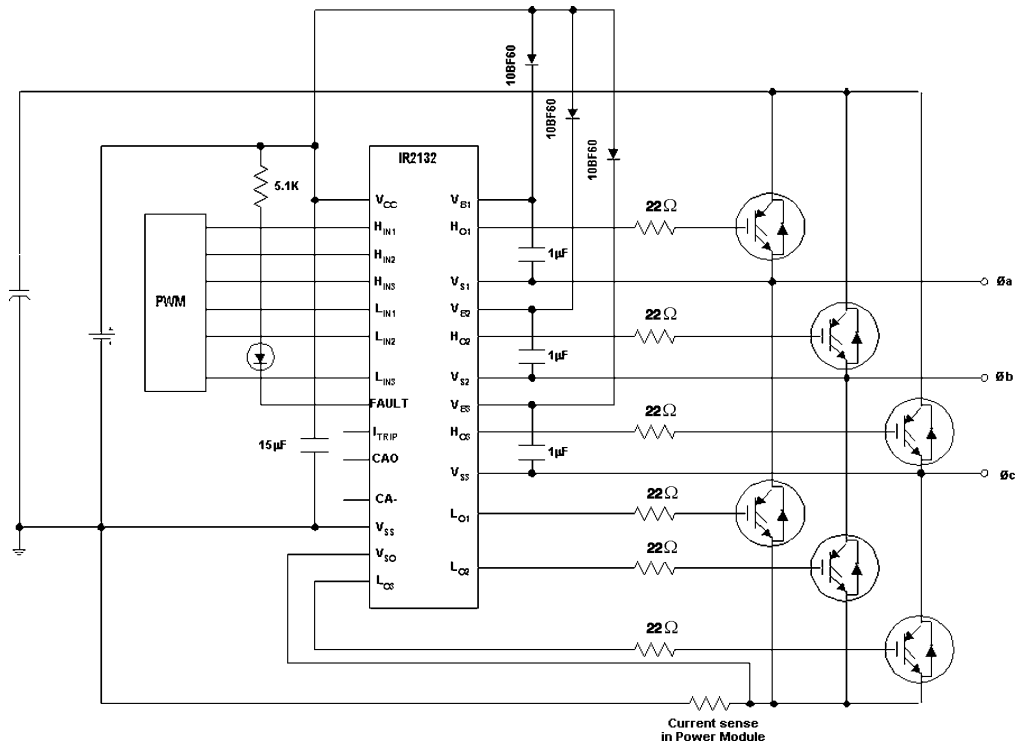 10BF60
10BF60
10BF60
IR2132
5.1K
PWM
15µF
VCC
HIN1
HIN2
HIN3
LIN1
LIN2
LIN3
FAULT
ITRIP
CAO
CA-
VSS
VSO
LO3
VB1
HO1
VS1
VB2
HO2
VS2
VB3
HO3
VS3
LO1
LO2
1µF
1µF
1µF
22Ω
22Ω
22Ω
22Ω
22Ω
22Ω
Øa
Øb
Øc
Current sense
in Power Module